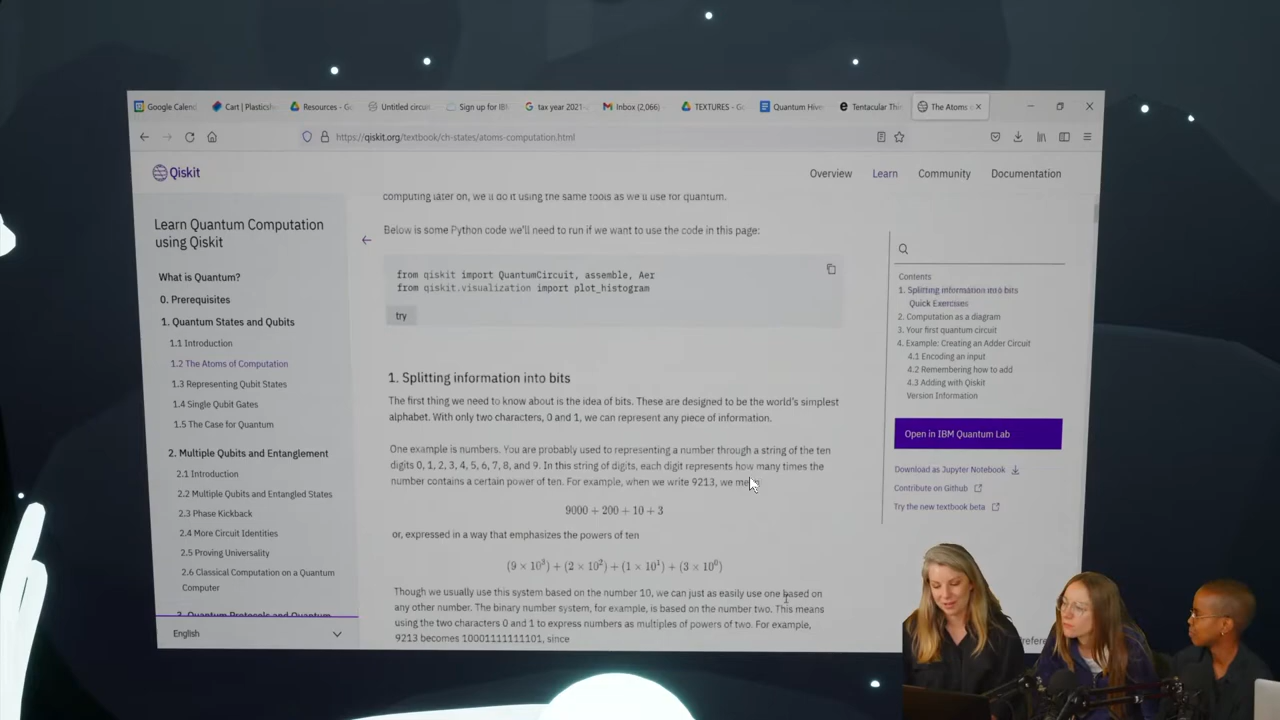 Google Calend
Cart | Plasticsh
Resources - Go
Untitled circui
Sign up for IBM
tax year 2021-
Inbox (2,066)
TEXTURES - Go
Quantum Hive
Tentacular Thi
The Atoms
https://qiskit.org/textbook/ch-states/atoms-computation.html
Qiskit
Overview
Learn
Community
Documentation
Learn Quantum Computation
using Qiskit
What is Quantum?
0. Prerequisites
1. Quantum States and Qubits
1.1 Introduction
1.2 The Atoms of Computation
1.3 Representing Qubit States
1.4 Single Qubit Gates
1.5 The Case for Quantum
2. Multiple Qubits and Entanglement
2.1 Introduction
2.2 Multiple Qubits and Entangled States
2.3 Phase Kickback
2.4 More Circuit Identities
2.5 Proving Universality
2.6 Classical Computation on a Quantum
Computer
3. Quantum Protocols and Quantum
English
computing later on, we'll do it using the same tools as we'll use for quantum.
Below is some Python code we'll need to run if we want to use the code in this page:
from qiskit import QuantumCircuit, assemble, Aer
from qiskit.visualization import plot_histogram
try
1. Splitting information into bits
The first thing we need to know about is the idea of bits. These are designed to be the world's simplest
alphabet. With only two characters, 0 and 1, we can represent any piece of information.
One example is numbers. You are probably used to representing a number through a string of the ten
digits 0, 1, 2, 3, 4, 5, 6, 7, 8, and 9. In this string of digits, each digit represents how many times the
number contains a certain power of ten. For example, when we write 9213, we mean
9000 + 200 + 10 + 3
or, expressed in a way that emphasizes the powers of ten
(9 × 10³) + (2 × 10²) + (1 × 10¹) + (3 × 10⁰)
Though we usually use this system based on the number 10, we can just as easily use one based on
any other number. The binary number system, for example, is based on the number two. This means
using the two characters 0 and 1 to express numbers as multiples of powers of two. For example,
9213 becomes 10001111111101, since
Contents
1. Splitting information into bits
Quick Exercises
2. Computation as a diagram
3. Your first quantum circuit
4. Example: Creating an Adder Circuit
4.1 Encoding an input
4.2 Remembering how to add
4.3 Adding with Qiskit
Version Information
Open in IBM Quantum Lab
Download as Jupyter Notebook
Contribute on Github
Try the new textbook beta